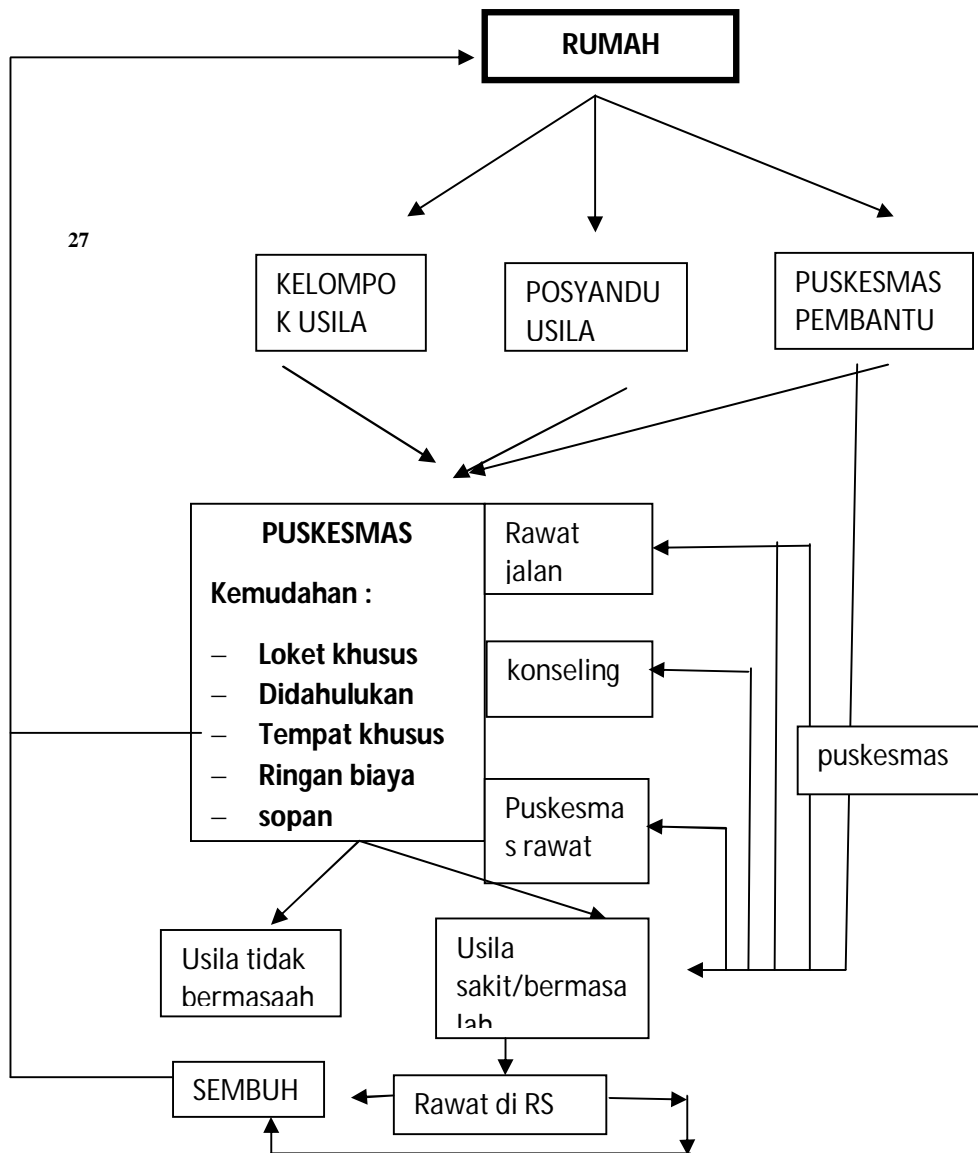 RUMAH
27
KELOMPO
K USILA
POSYANDU
USILA
PUSKESMAS
PEMBANTU
PUSKESMAS
Kemudahan :
– Loket khusus
– Didahulukan
– Tempat khusus
– Ringan biaya
– sopan
Rawat
jalan
konseling
Puskesma
s rawat
puskesmas
Usila tidak
bermasaah
Usila
sakit/bermasa
lah
SEMBUH
Rawat di RS